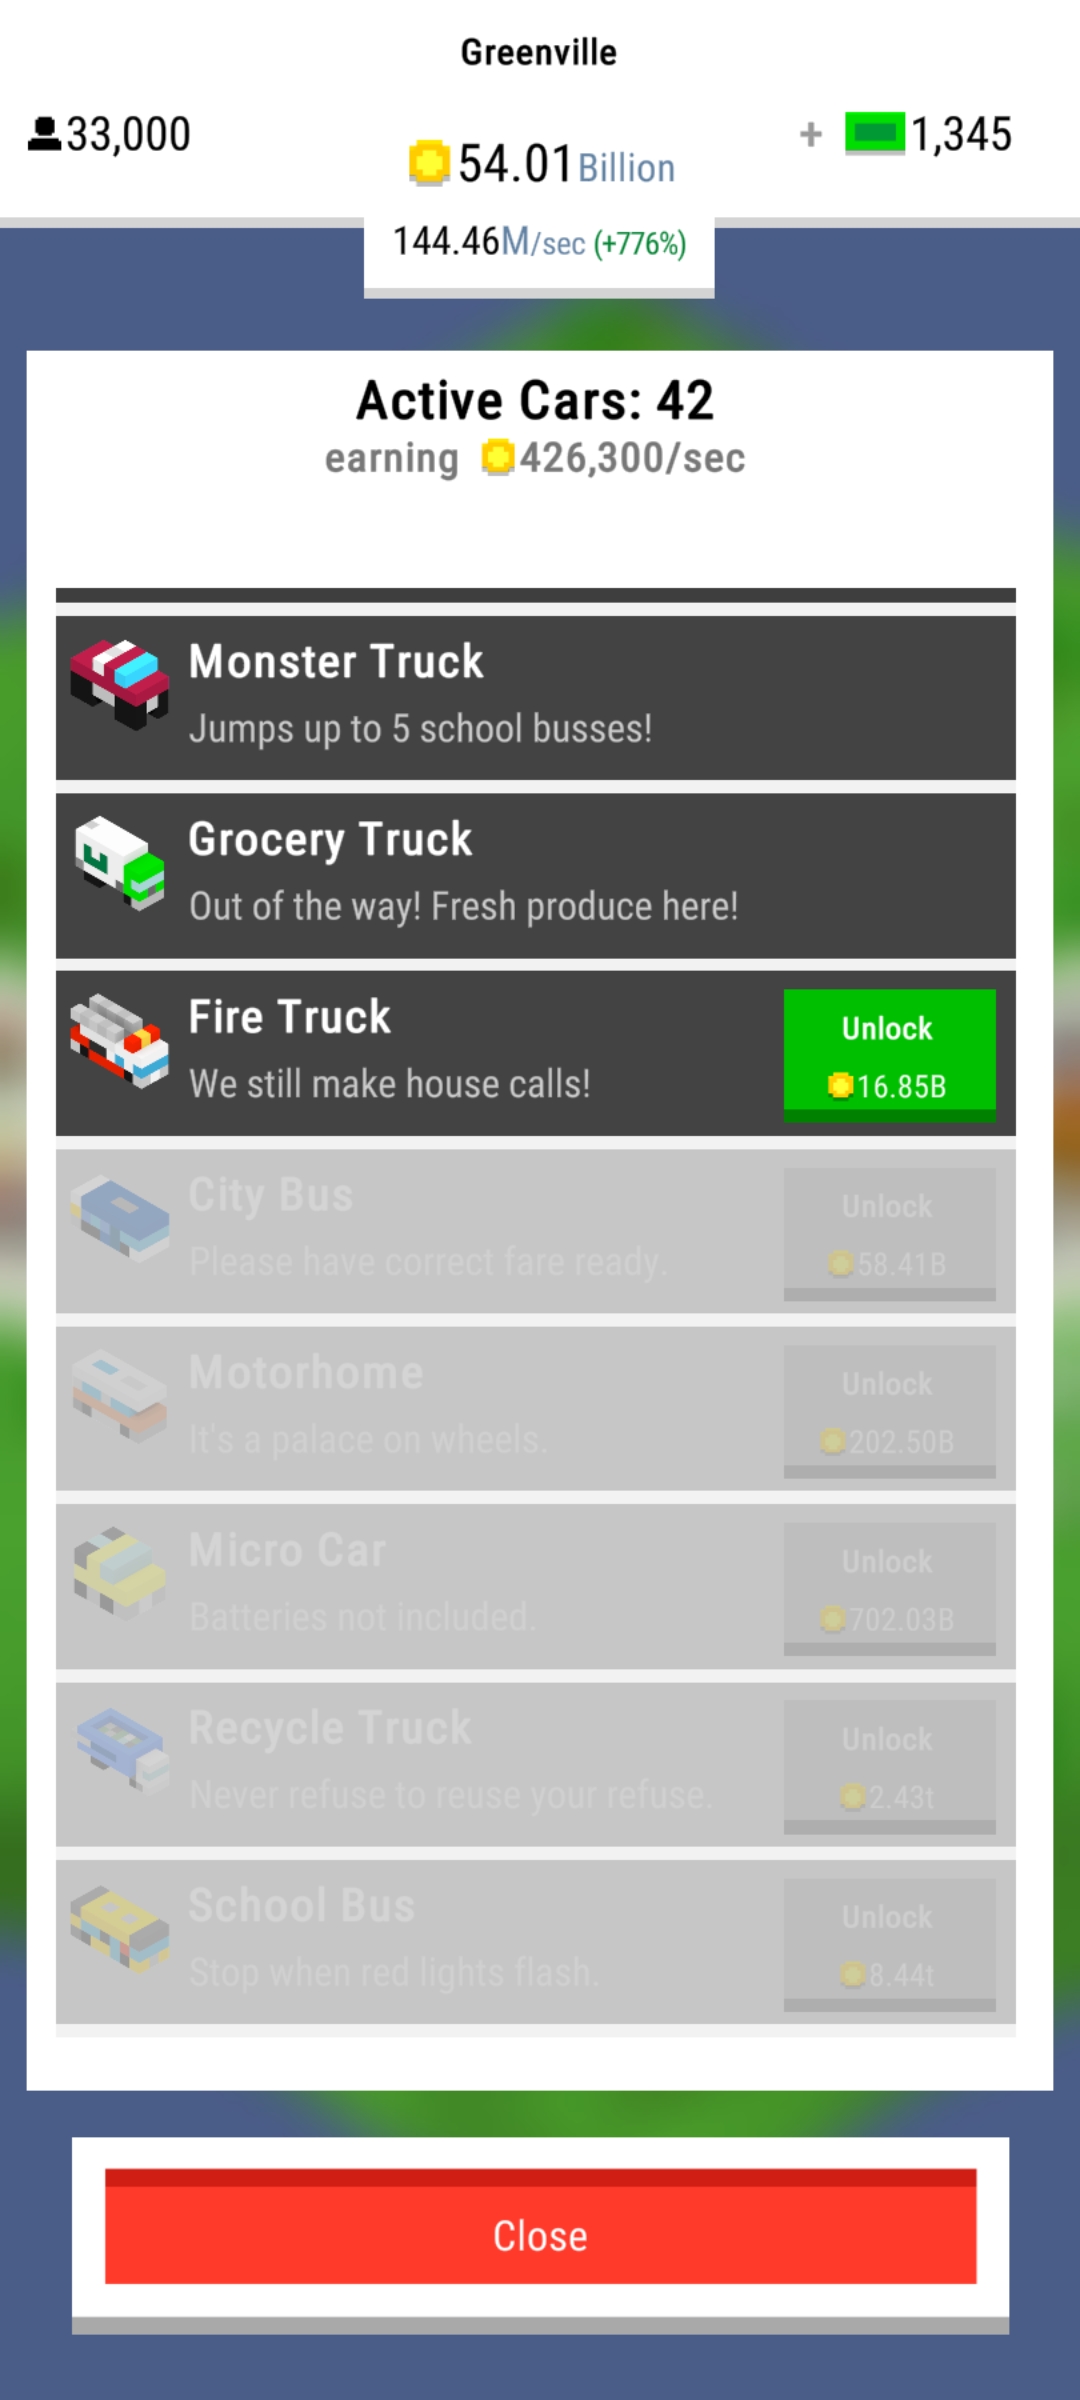 Greenville
33,000
54.01 Billion
+ 1,345
144.46M/sec (+776%)
Active Cars: 42
earning 426,300/sec
Monster Truck
Jumps up to 5 school busses!
Grocery Truck
Out of the way! Fresh produce here!
Fire Truck
We still make house calls!
Unlock
16.85B
City Bus
Please have correct fare ready.
Unlock
58.41B
Motorhome
It's a palace on wheels.
Unlock
202.50B
Micro Car
Batteries not included.
Unlock
702.03B
Recycle Truck
Never refuse to reuse your refuse.
Unlock
2.43t
School Bus
Stop when red lights flash.
Unlock
8.44t
Close